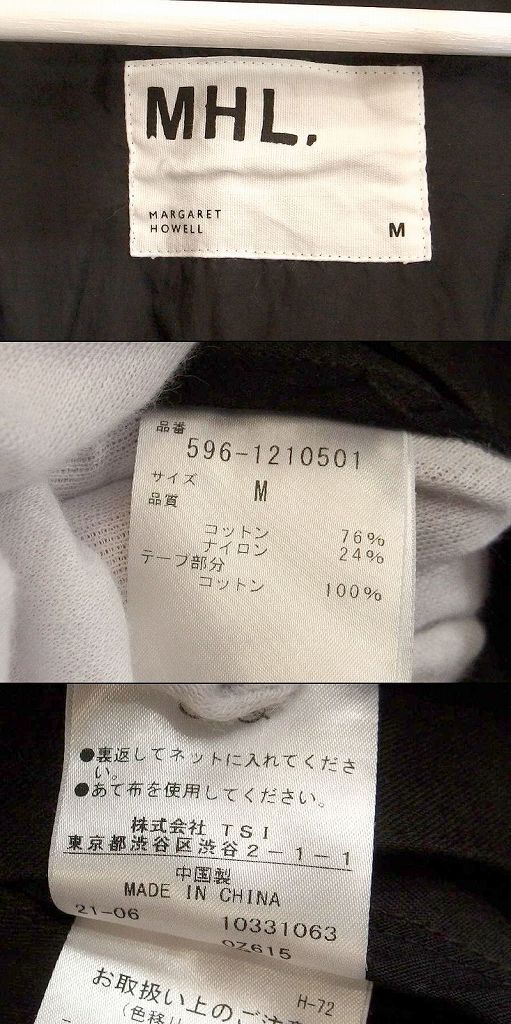 MHL.
MARGARET
HOWELL
M
品番
596-1210501
サイズ M
品質
コットン 76%
ナイロン 24%
テープ部分
コットン 100%
●裏返してネットに入れてくださ
い。
●あて布を使用してください。
株式会社 TSI
東京都渋谷区渋谷2-1-1
中国製
MADE IN CHINA
21-06 10331063
0Z615
H-72
お取扱い上のご注意
(色移り